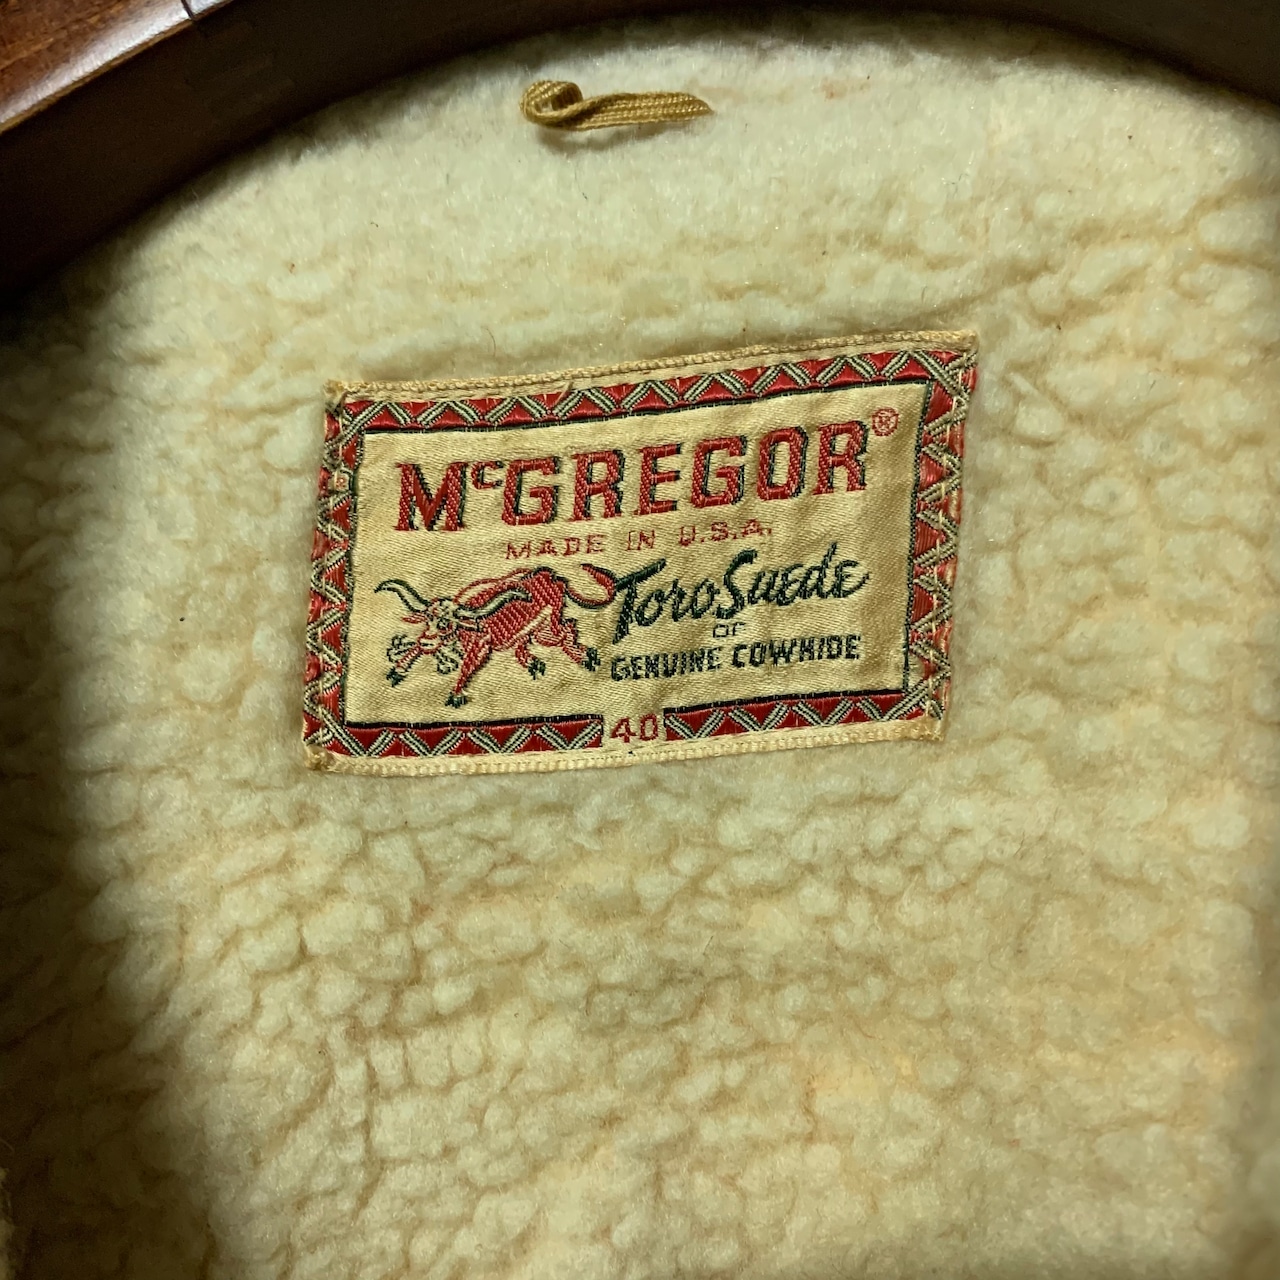 McGREGOR®
MADE IN U.S.A.
Toro Suede
OF
GENUINE COWHIDE
40